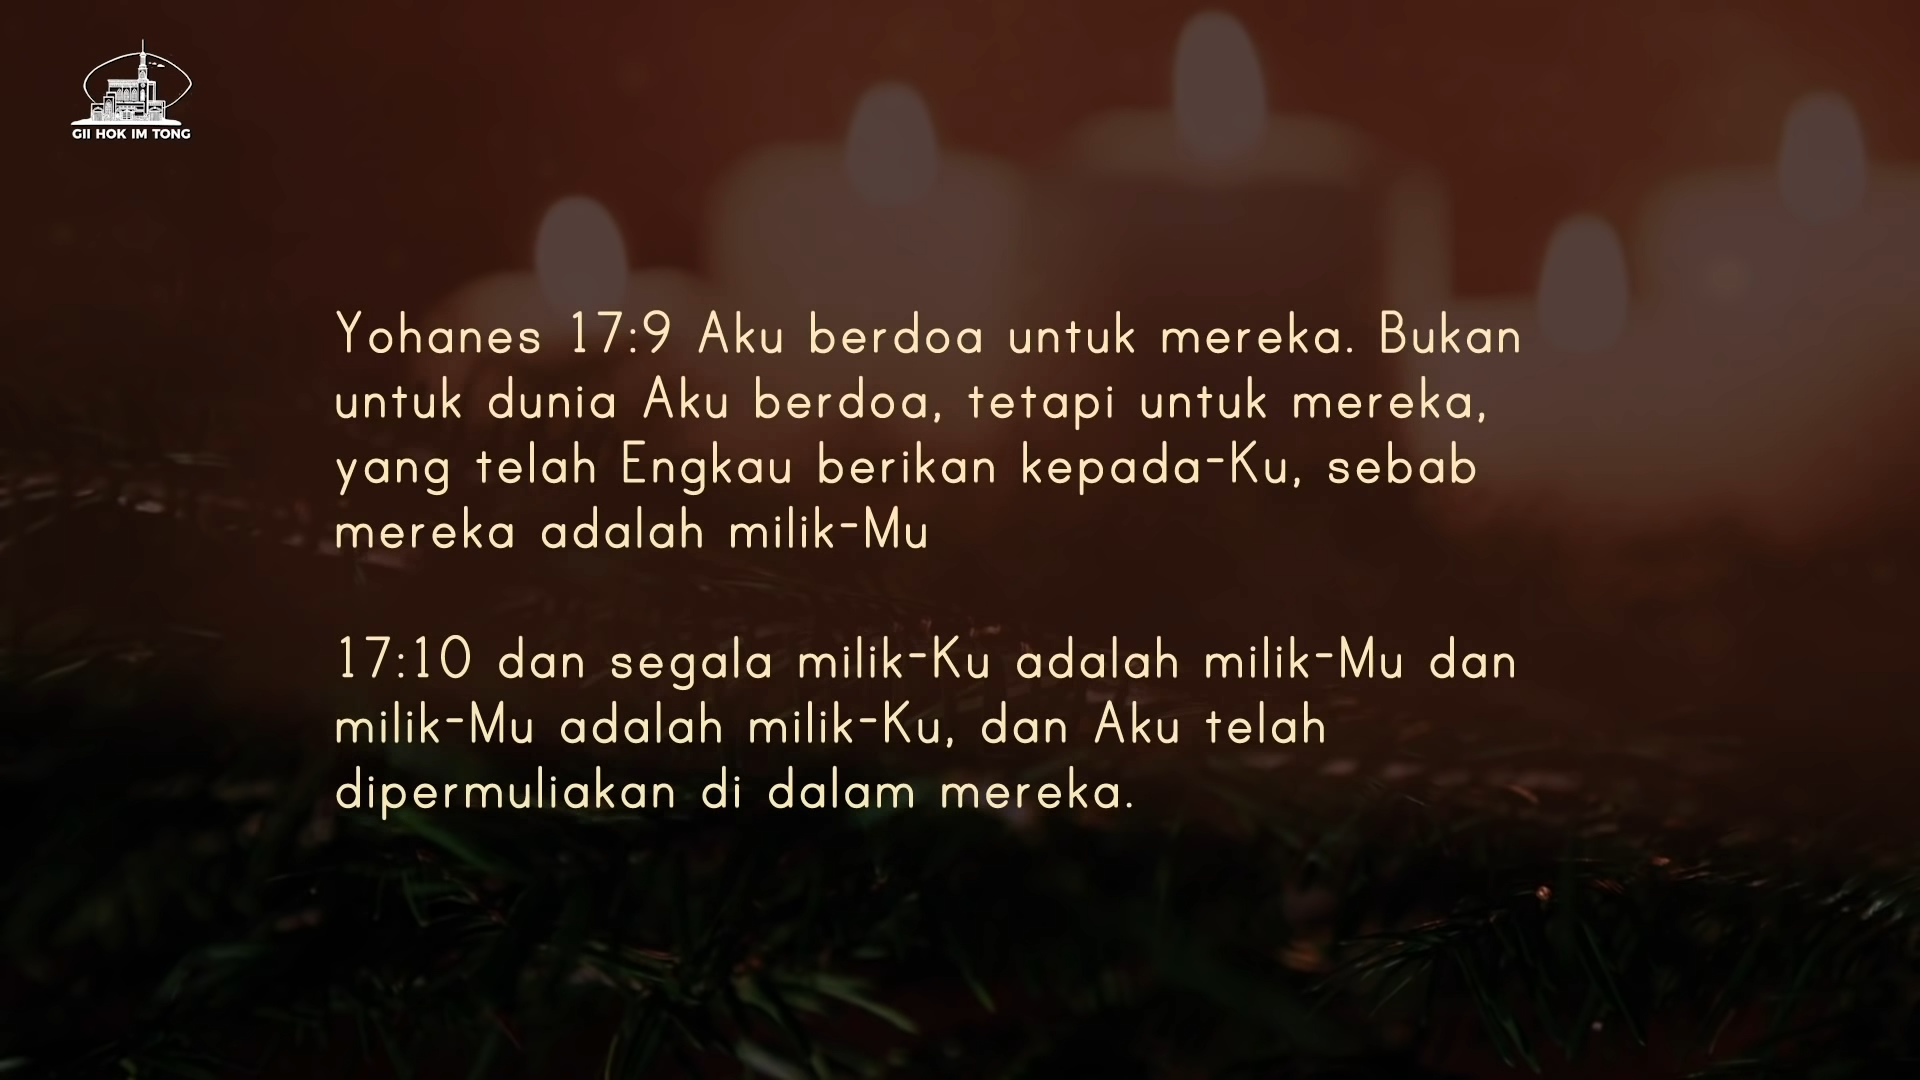 GII HOK IM TONG
Yohanes 17:9 Aku berdoa untuk mereka. Bukan
untuk dunia Aku berdoa, tetapi untuk mereka,
yang telah Engkau berikan kepada-Ku, sebab
mereka adalah milik-Mu
17:10 dan segala milik-Ku adalah milik-Mu dan
milik-Mu adalah milik-Ku, dan Aku telah
dipermuliakan di dalam mereka.